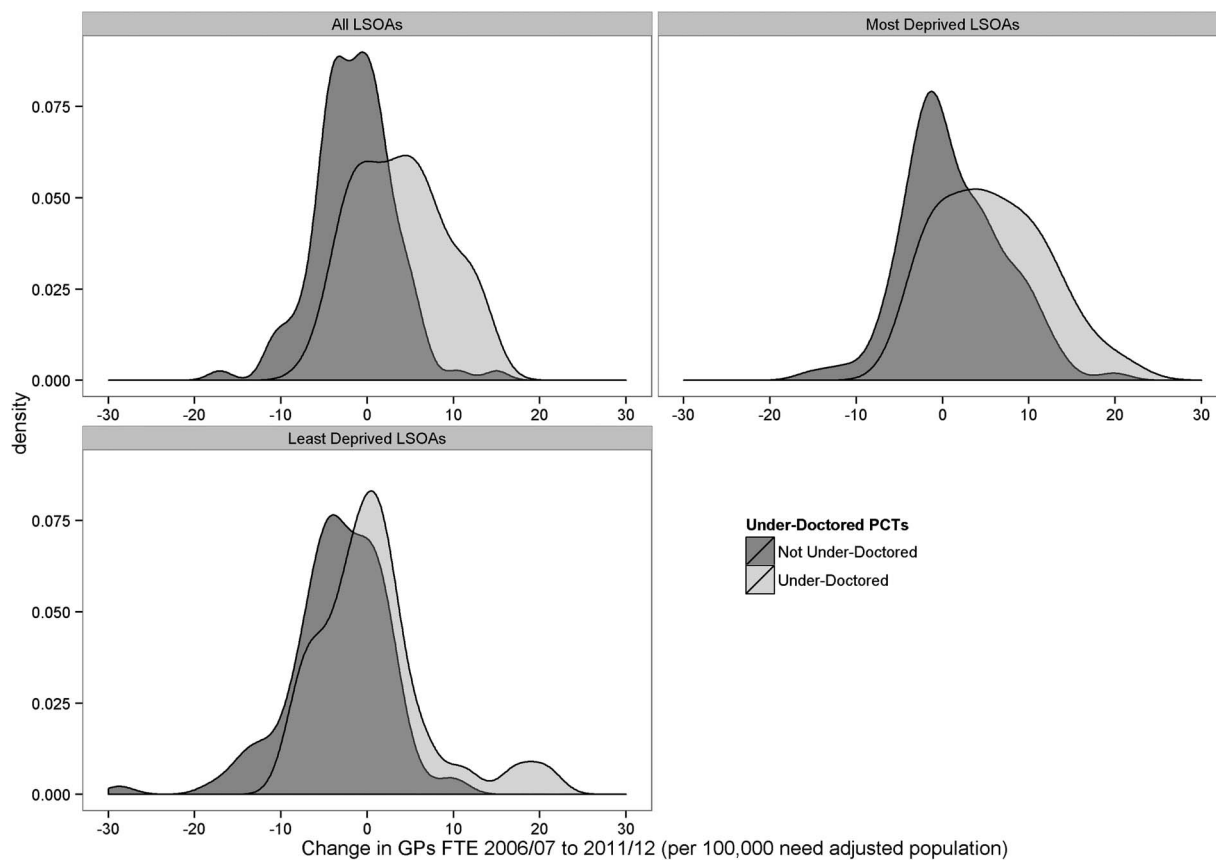 All LSOAs
Most Deprived LSOAs
0.075
0.050
0.025
0.000
-30 -20 -10 0 10 20 30
-30 -20 -10 0 10 20 30
density
Least Deprived LSOAs
0.075
0.050
0.025
0.000
-30 -20 -10 0 10 20 30
Under-Doctored PCTs
Not Under-Doctored
Under-Doctored
Change in GPs FTE 2006/07 to 2011/12 (per 100,000 need adjusted population)